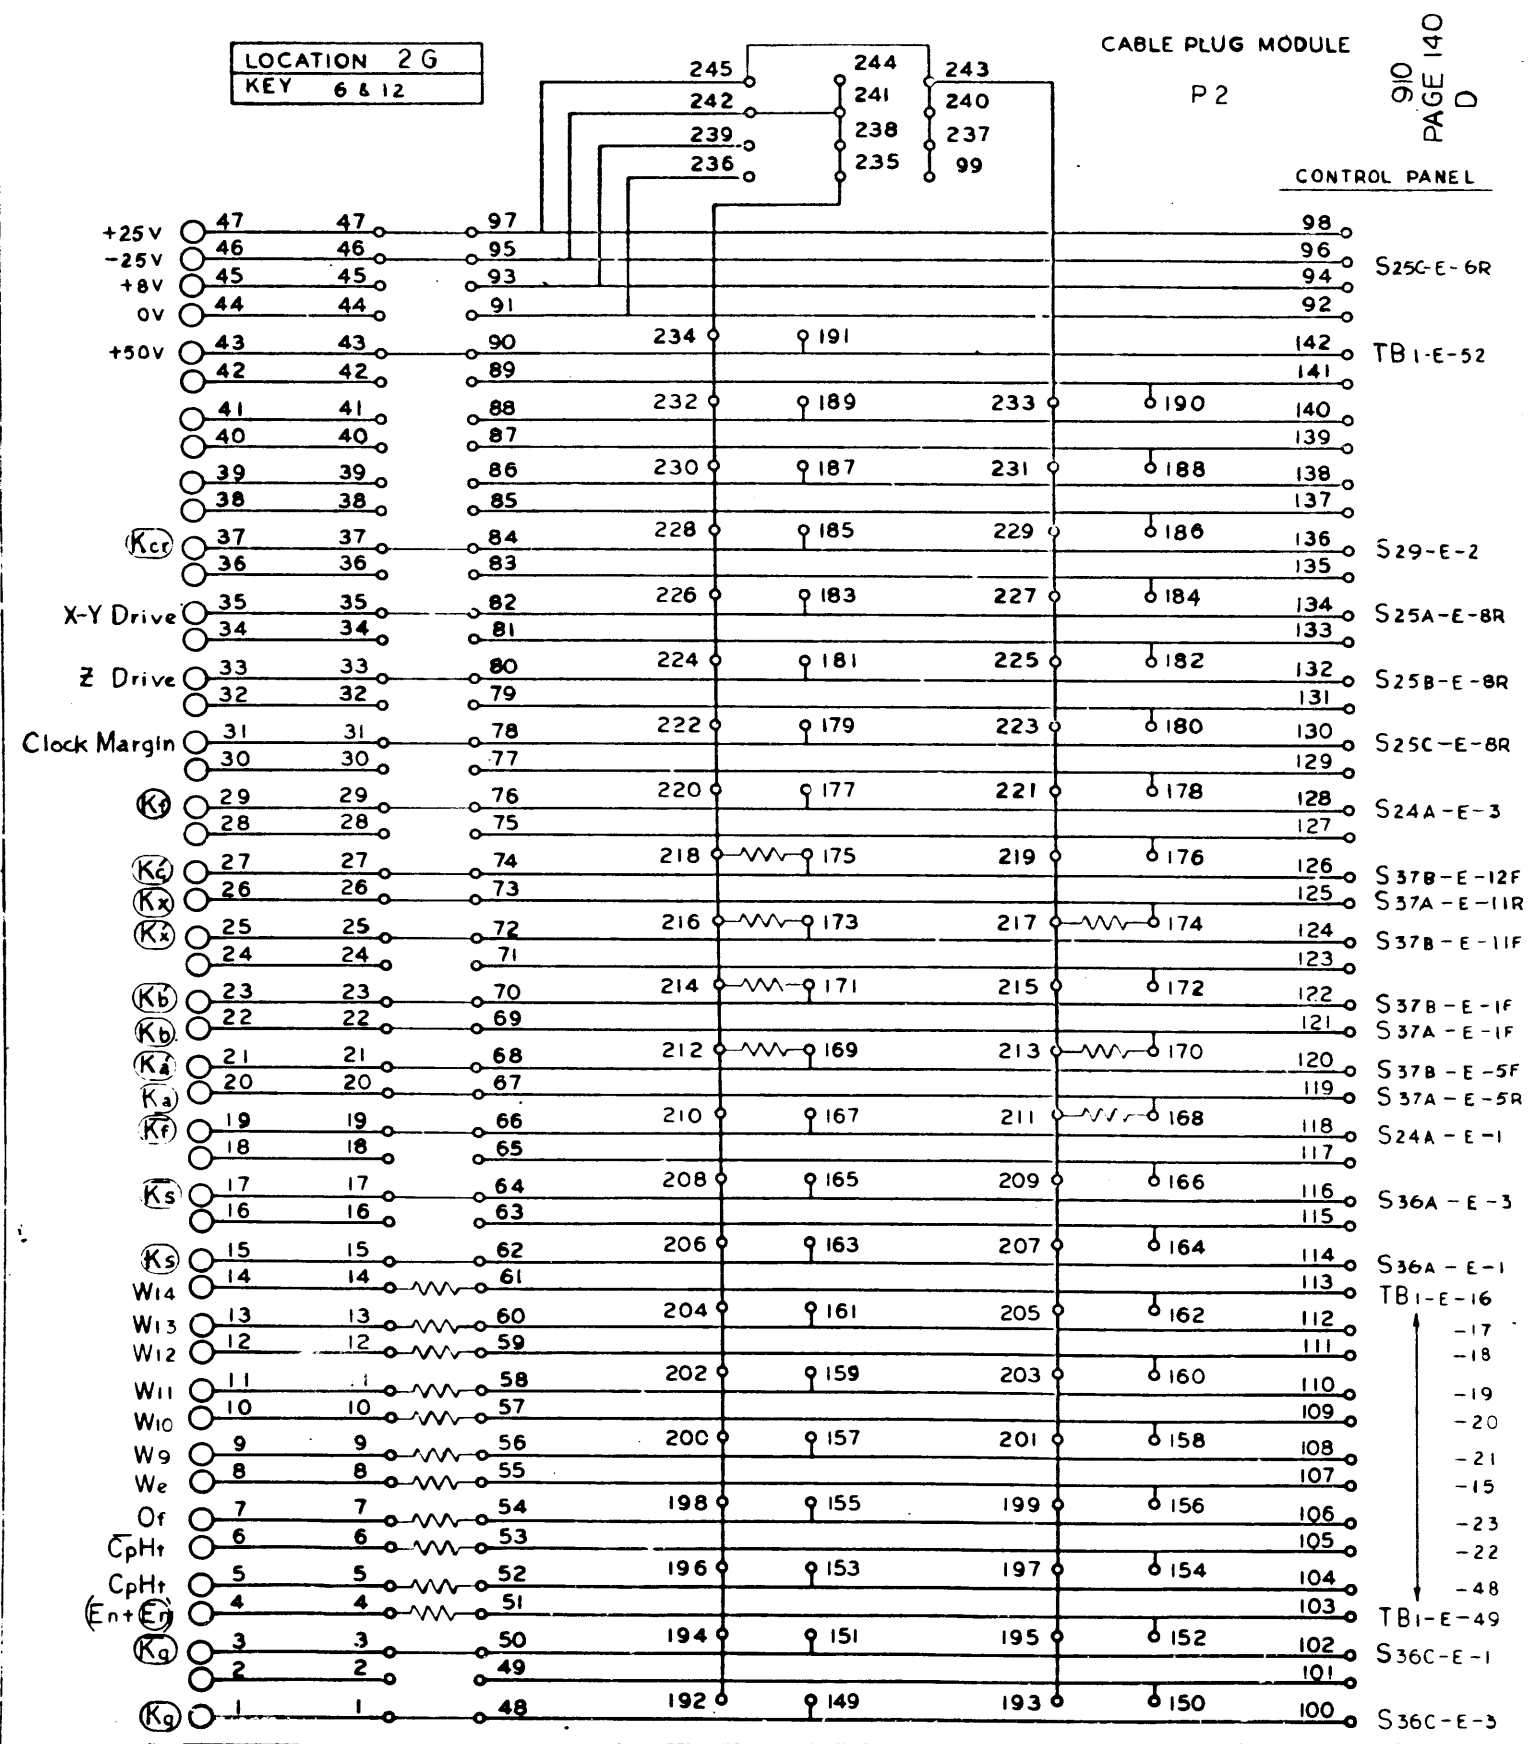 CABLE PLUG MODULE
P2
910
PAGE 140
D
LOCATION 2G
KEY 6 & 12
245 244 243
242 241 240
239 238 237
236 235 99
CONTROL PANEL
+25V 47 47 97 98
-25V 46 46 95 96 S25C-E-6R
+8V 45 45 93 94
0V 44 44 91 92
234 191
+50V 43 43 90 142 TB1-E-52
42 42 89 141
232 189 233 190
41 41 88 140
40 40 87 139
230 187 231 188
39 39 86 138
38 38 85 137
228 185 229 186
Kcr 37 37 84 136 S29-E-2
36 36 83 135
226 183 227 184
X-Y Drive 35 35 82 134 S25A-E-8R
34 34 81 133
224 181 225 182
Z Drive 33 33 80 132 S25B-E-8R
32 32 79 131
222 179 223 180
Clock Margin 31 31 78 130 S25C-E-8R
30 30 77 129
220 177 221 178
Kf 29 29 76 128 S24A-E-3
28 28 75 127
218 175 219 176
27 27 74 126 S37B-E-12F
Kx 26 26 73 125 S37A-E-11R
216 173 217 174
Kx́ 25 25 72 124 S37B-E-11F
24 24 71 123
214 171 215 172
Kb́ 23 23 70 122 S37B-E-1F
Kb 22 22 69 121 S37A-E-1F
212 169 213 170
Ká 21 21 68 120 S37B-E-5F
Ka 20 20 67 119 S37A-E-5R
210 167 211 168
K̅f 19 19 66 118 S24A-E-1
18 18 65 117
208 165 209 166
K̅s 17 17 64 116 S36A-E-3
16 16 63 115
206 163 207 164
Ks 15 15 62 114 S36A-E-1
W14 14 14 61 113 TB1-E-16
204 161 205 162
W13 13 13 60 112 -17
W12 12 12 59 111 -18
202 159 203 160
W11 11 58 110 -19
W10 10 10 57 109 -20
200 157 201 158
W9 9 9 56 108 -21
We 8 8 55 107 -15
198 155 199 156
Of 7 7 54 106 -23
C̅pHt 6 6 53 105 -22
196 153 197 154
CpHt 5 5 52 104 -48
(En+Eń) 4 4 51 103 TB1-E-49
194 151 195 152
K̅g 3 3 50 102 S36C-E-1
2 2 49 101
192 149 193 150
Kg 1 1 48 100 S36C-E-3